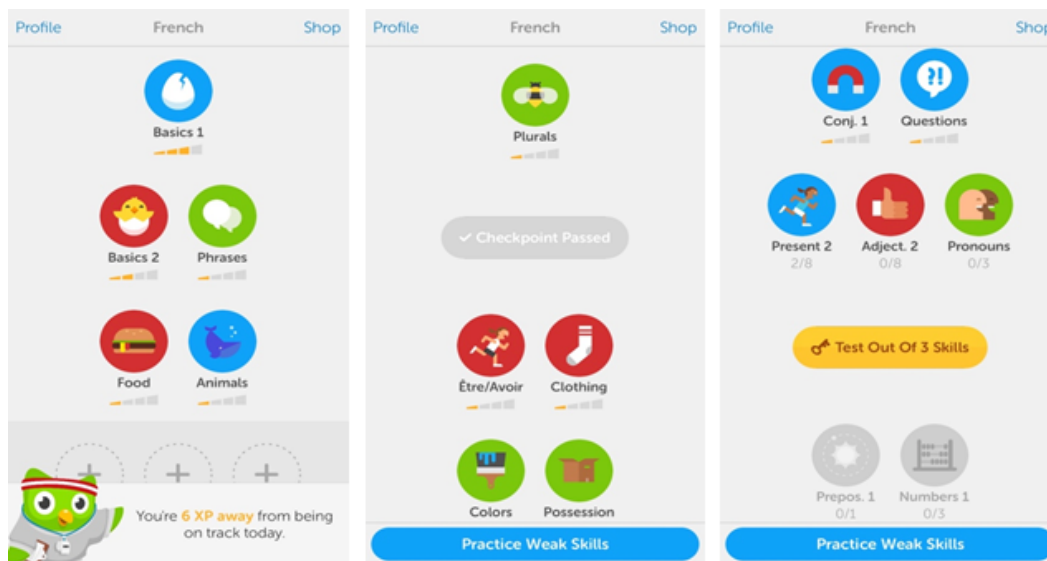 Profile French Shop
Basics 1
Basics 2 Phrases
Food Animals
You're 6 XP away from being
on track today.
Profile French Shop
Plurals
✓ Checkpoint Passed
Être/Avoir Clothing
Colors Possession
Practice Weak Skills
Profile French Shop
Conj. 1 Questions
Present 2 Adject. 2 Pronouns
2/8 0/8 0/3
Test Out Of 3 Skills
Prepos. 1 Numbers 1
0/1 0/3
Practice Weak Skills